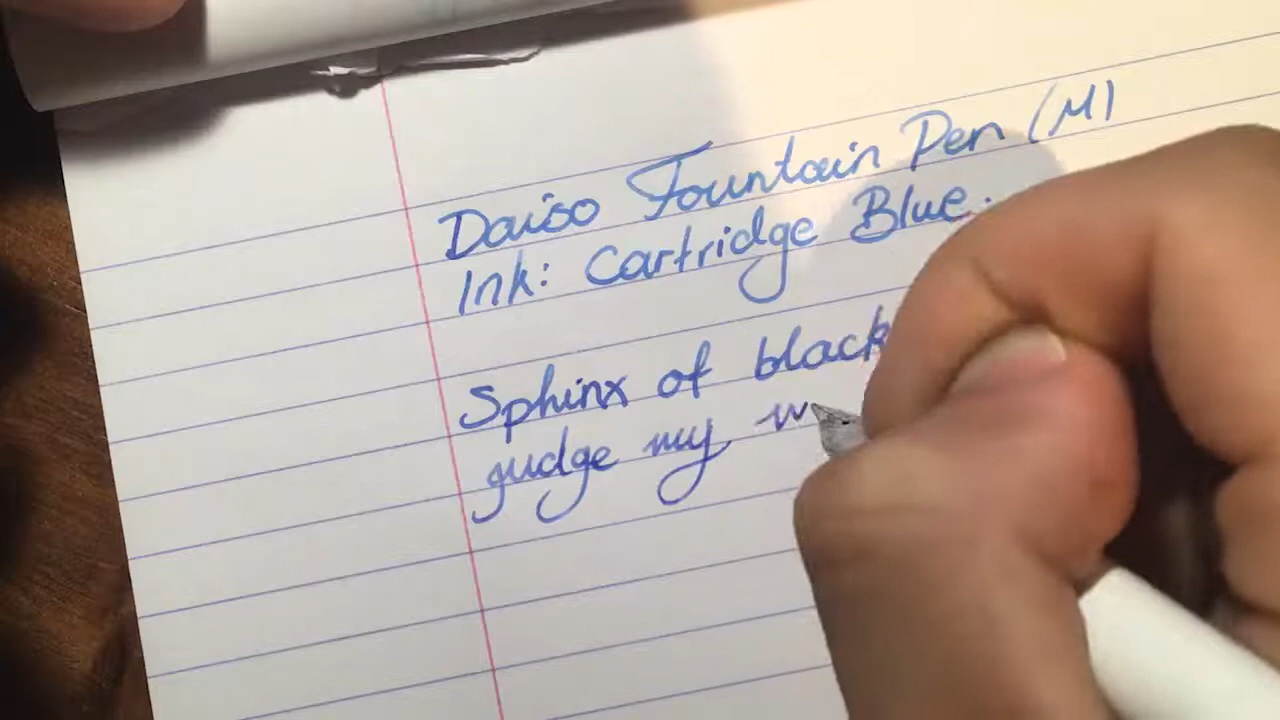 Daiso Fountain Pen (M)
Ink: Cartridge Blue.
Sphinx of black
judge my